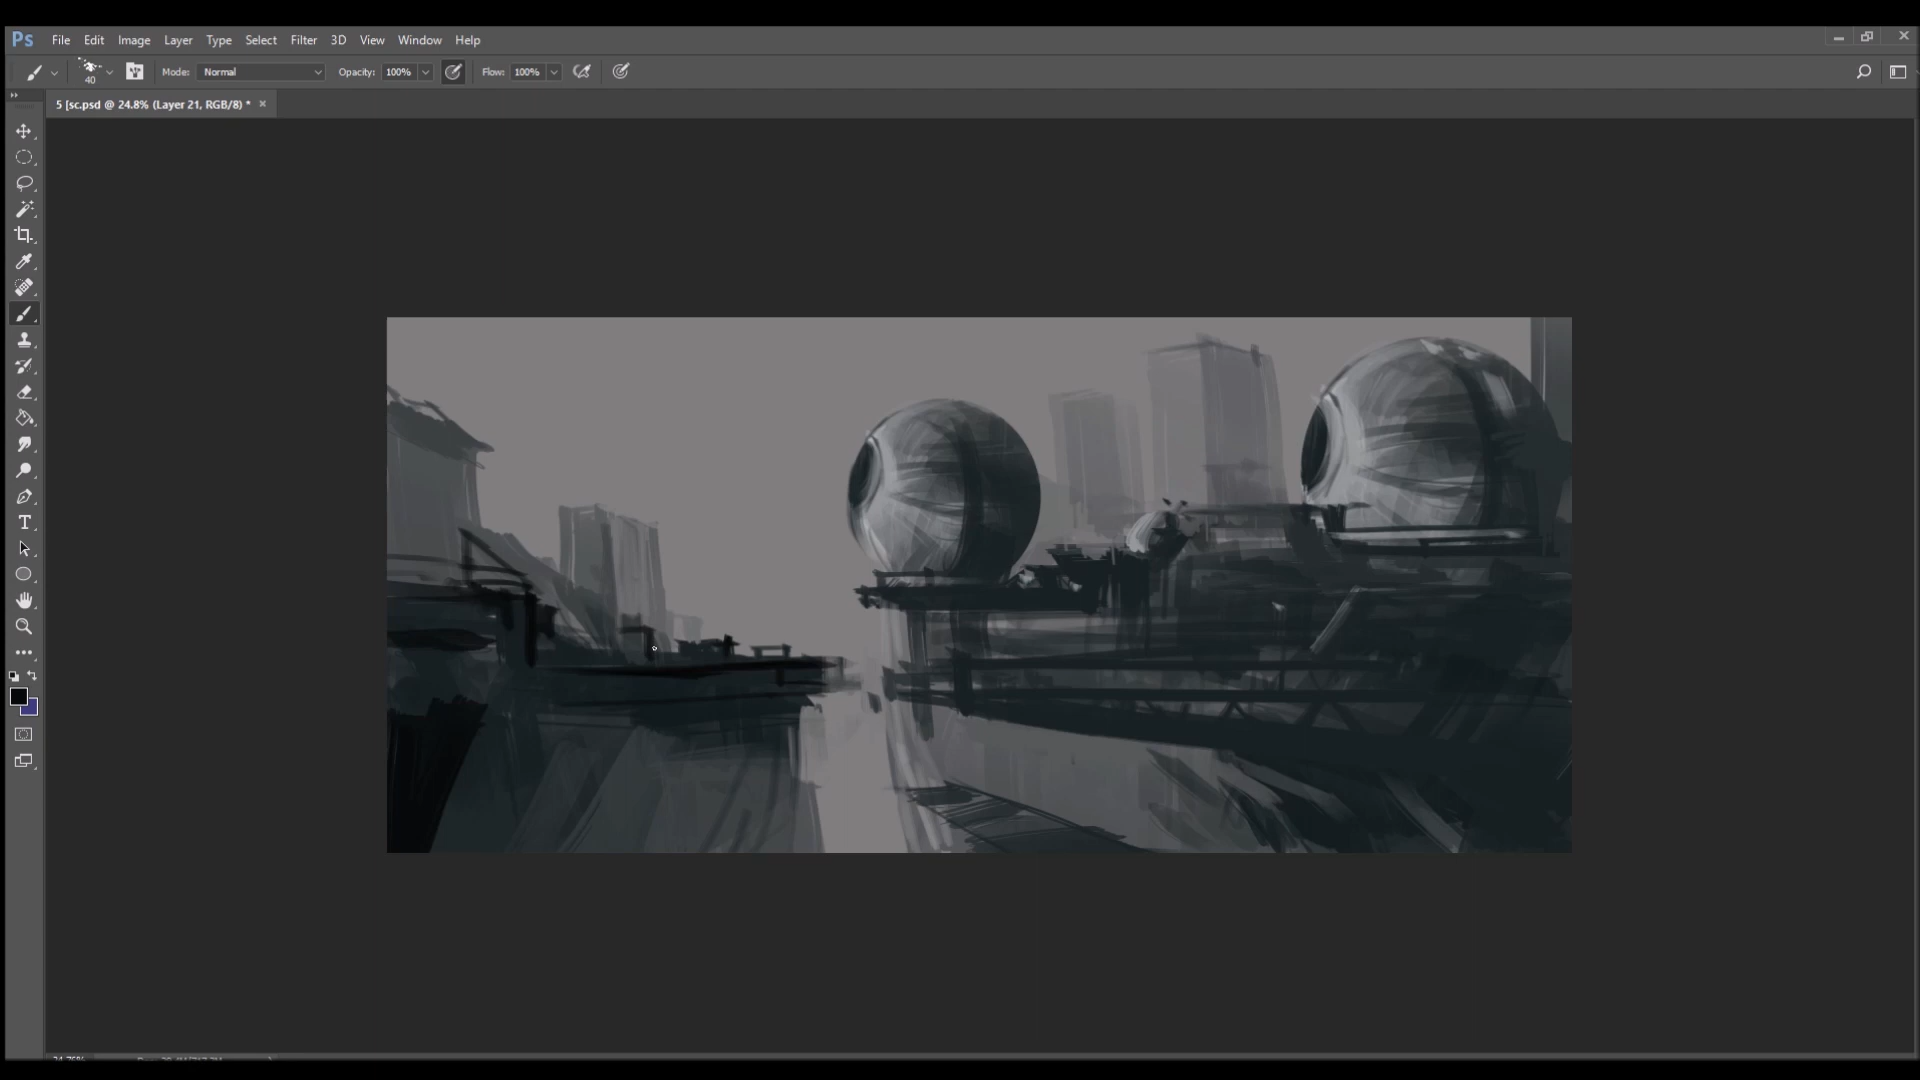 Ps File Edit Image Layer Type Select Filter 3D View Window Help
40 Mode: Normal Opacity: 100% Flow: 100%
5 [sc.psd @ 24.8% (Layer 21, RGB/8) *